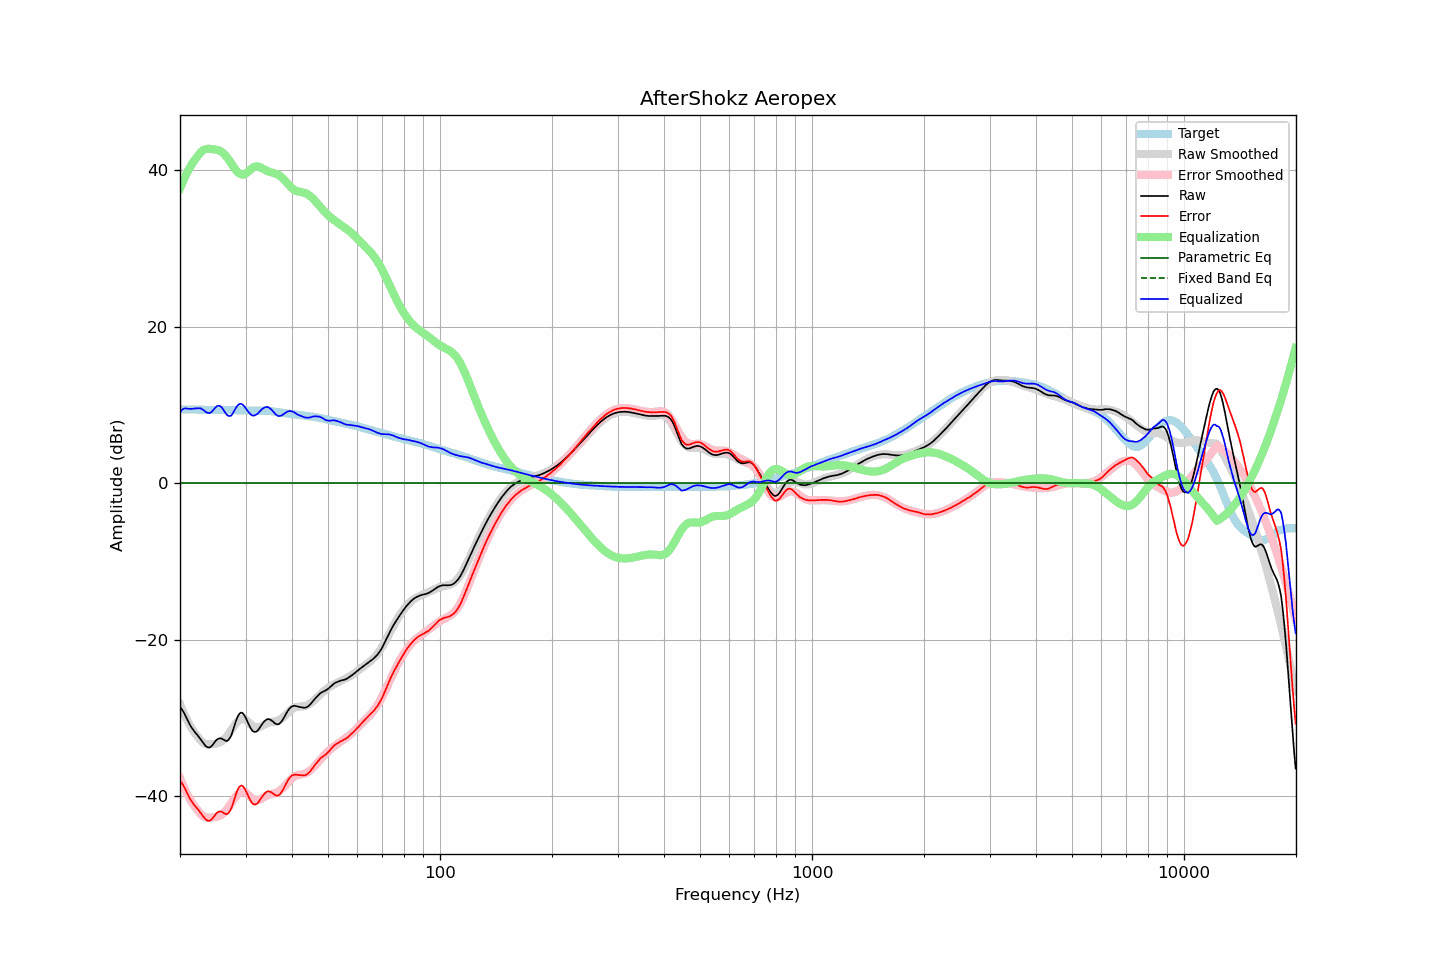 AfterShokz Aeropex
Target
Raw Smoothed
Error Smoothed
Raw
Error
Equalization
Parametric Eq
Fixed Band Eq
Equalized
40
20
0
−20
−40
Amplitude (dBr)
100
1000
10000
Frequency (Hz)